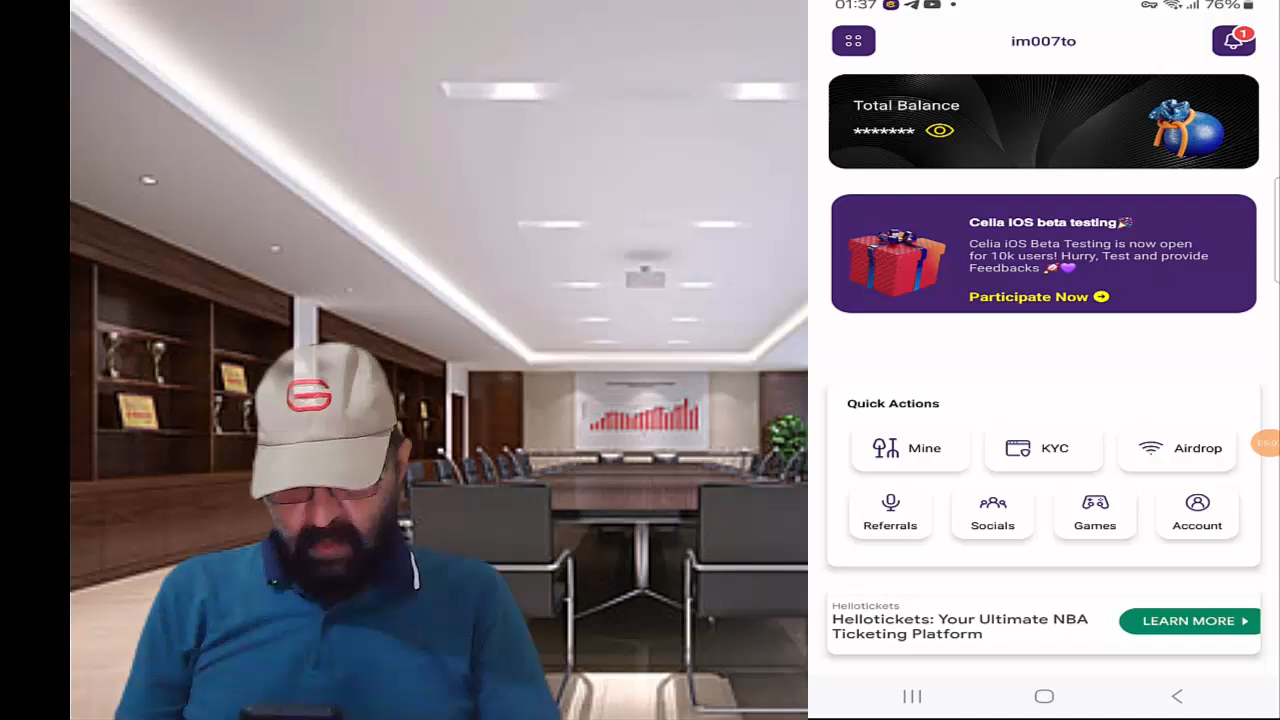 01:37
76%
im007to
1
Total Balance
*******
Celia IOS beta testing🎉
Celia iOS Beta Testing is now open
for 10k users! Hurry, Test and provide
Feedbacks 🚀💜
Participate Now
Quick Actions
Mine
KYC
Airdrop
Referrals
Socials
Games
Account
Hellotickets
Hellotickets: Your Ultimate NBA
Ticketing Platform
LEARN MORE
G